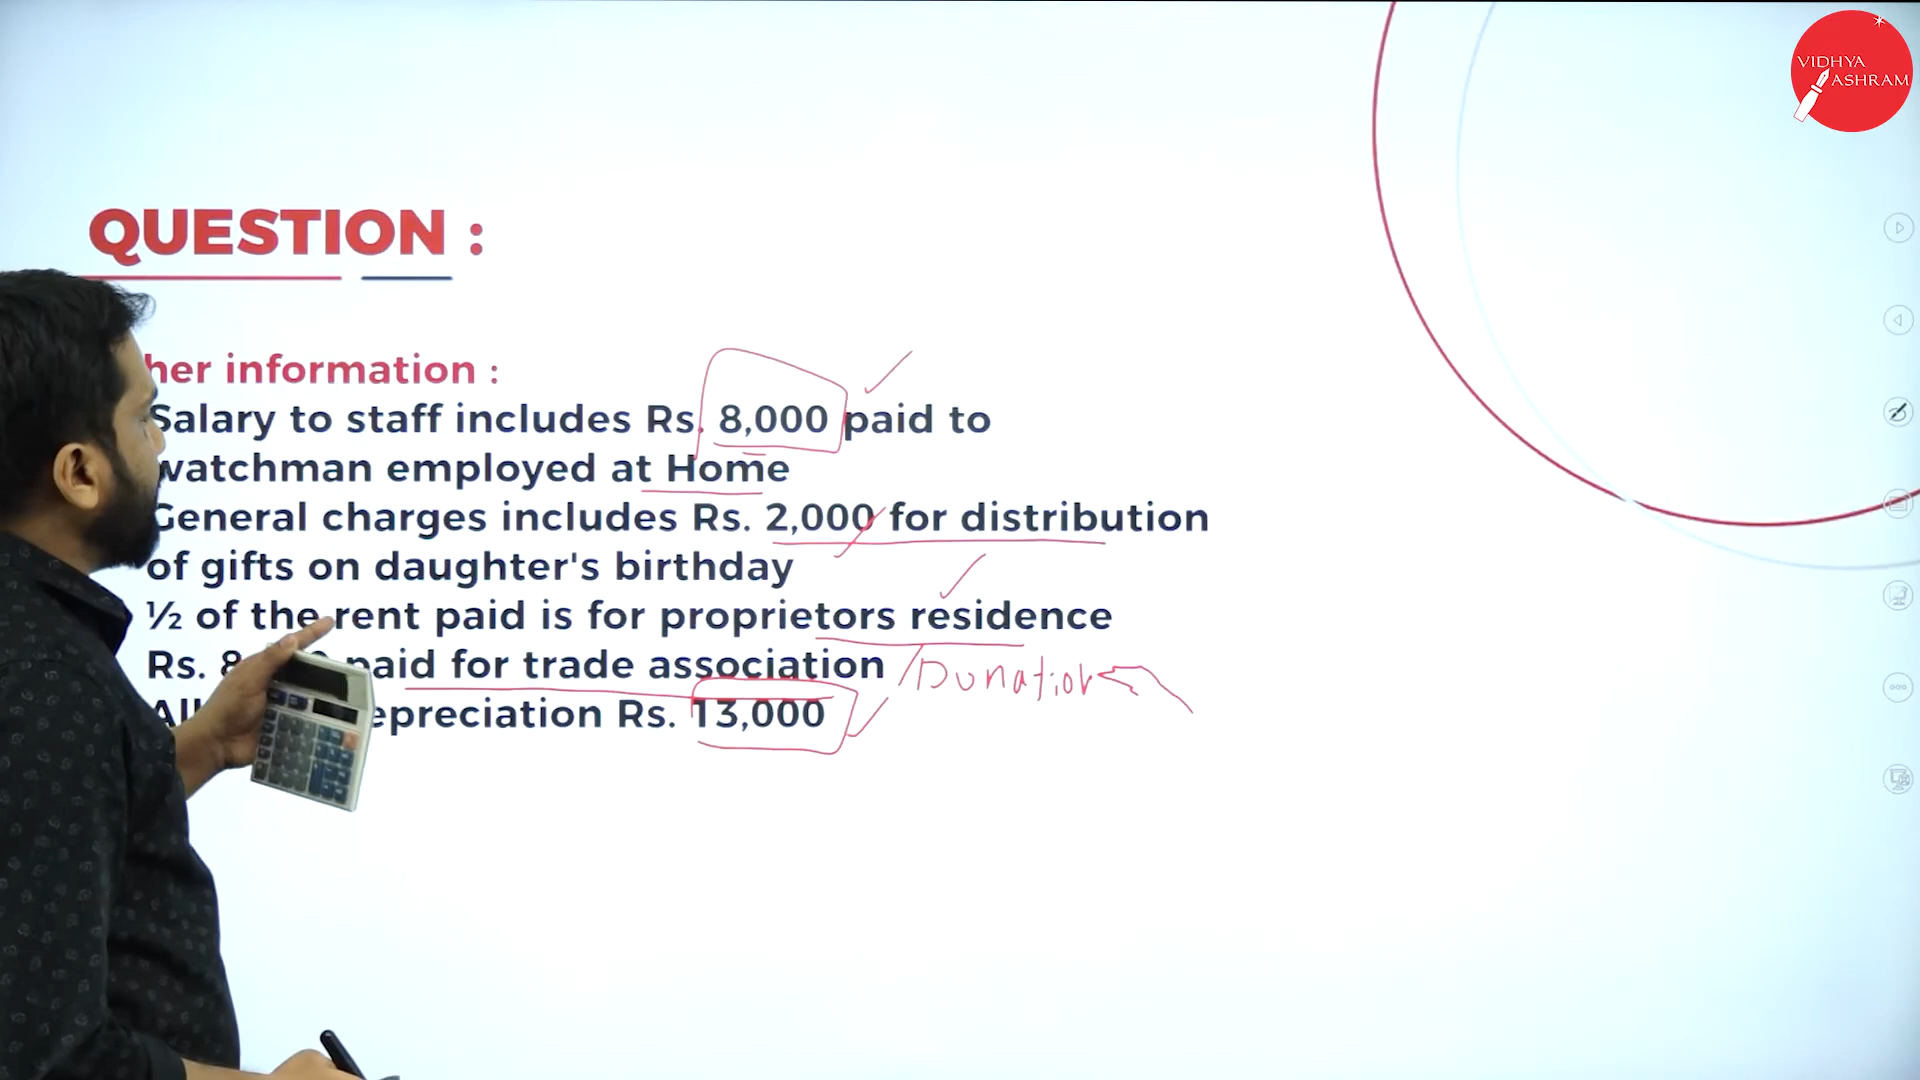 VIDHYA
ASHRAM
QUESTION :
her information :
Salary to staff includes Rs. 8,000 paid to
watchman employed at Home
General charges includes Rs. 2,000 for distribution
of gifts on daughter's birthday
½ of the rent paid is for proprietors residence
Rs. 8 paid for trade association
Donation
All epreciation Rs. 13,000